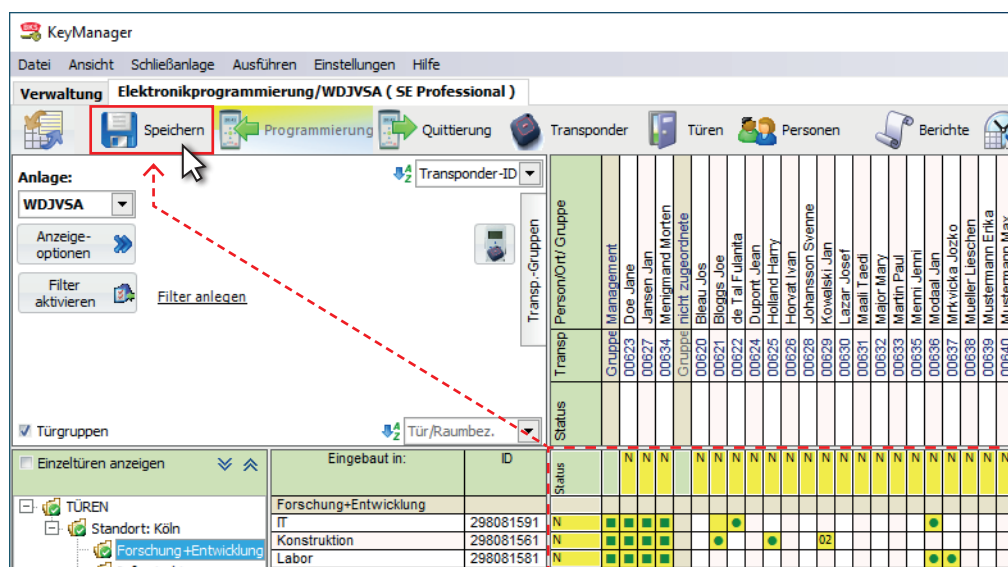 KeyManager
Datei Ansicht Schließanlage Ausführen Einstellungen Hilfe
Verwaltung Elektronikprogrammierung/WDJVSA ( SE Professional )
Speichern Programmierung Quittierung Transponder Türen Personen Berichte
Anlage:
WDJVSA
Transponder-ID
Anzeige-
optionen
Filter
aktivieren
Filter anlegen
Transp.-Gruppen
Türgruppen
Tür/Raumbez.
Person/Ort/Gruppe
Transp
Status
Management
Gruppe
Doe Jane
00623
Jansen Jan
00627
Menigmand Morten
00634
nicht zugeordnete
Gruppe
Bleau Jos
00620
Bloggs Joe
00621
de Tal Fulanita
00622
Dupont Jean
00624
Holland Harry
00625
Horvat Ivan
00626
Johansson Svenne
00628
Kowalski Jan
00629
Lazar Josef
00630
Maali Taedi
00631
Major Mary
00632
Martin Paul
00633
Menni Jenni
00635
Modaal Jan
00636
Mrkvicka Jozko
00637
Mueller Lieschen
00638
Mustermann Erika
00639
Mustermann Max
00640
Einzeltüren anzeigen
Eingebaut in: ID
Status
N N N N N N N N N N N N N N N N N N N N
TÜREN
Standort: Köln
Forschung+Entwicklung
Forschung+Entwicklung
IT 298081591 N
Konstruktion 298081561 N 02
Labor 298081581 N